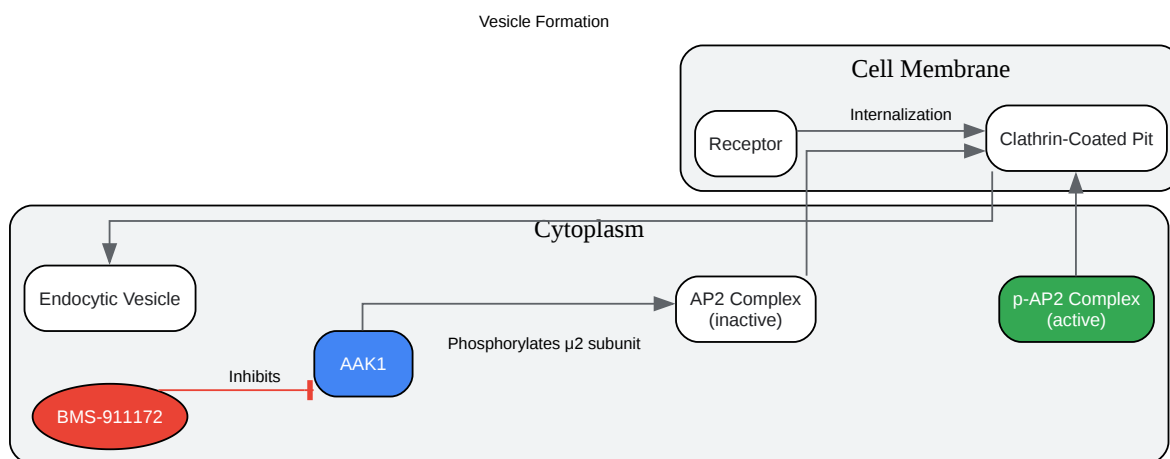 Vesicle Formation
Cell Membrane
Internalization
Receptor
Clathrin-Coated Pit
Cytoplasm
Endocytic Vesicle
AP2 Complex
(inactive)
p-AP2 Complex
(active)
Phosphorylates μ2 subunit
AAK1
Inhibits
BMS-911172